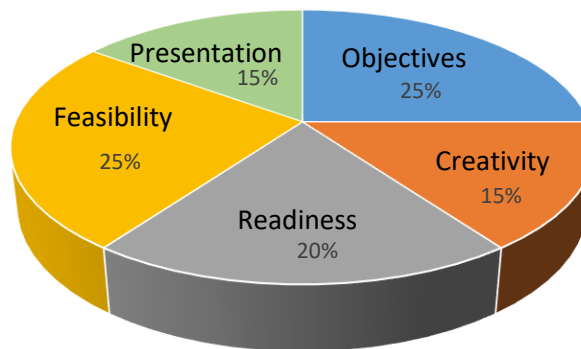 Presentation
15%
Objectives
25%
Feasibility
25%
Creativity
15%
Readiness
20%